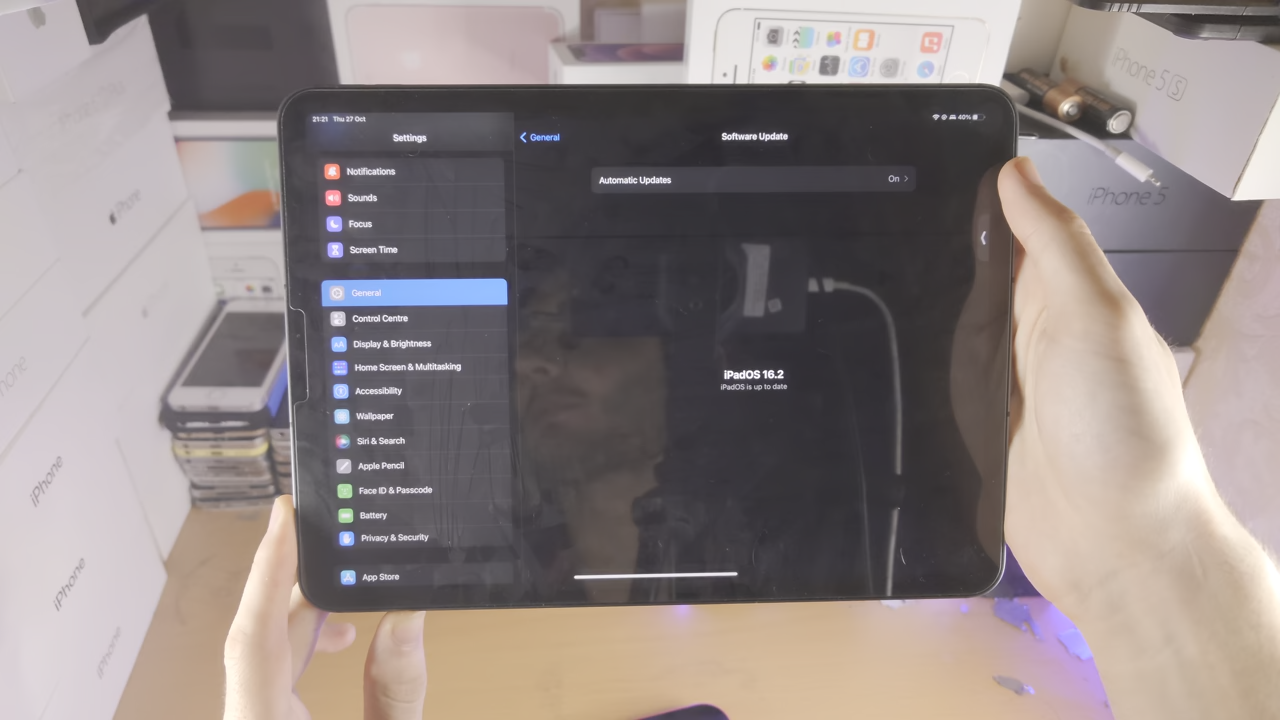 iPhone 5 S
iPhone 5
iPhone
iPhone
iPhone
iPhone
21:21 Thu 27 Oct
40%
Settings
General
Software Update
Notifications
Sounds
Focus
Screen Time
General
Control Centre
Display & Brightness
Home Screen & Multitasking
Accessibility
Wallpaper
Siri & Search
Apple Pencil
Face ID & Passcode
Battery
Privacy & Security
App Store
Automatic Updates
On
iPadOS 16.2
iPadOS is up to date